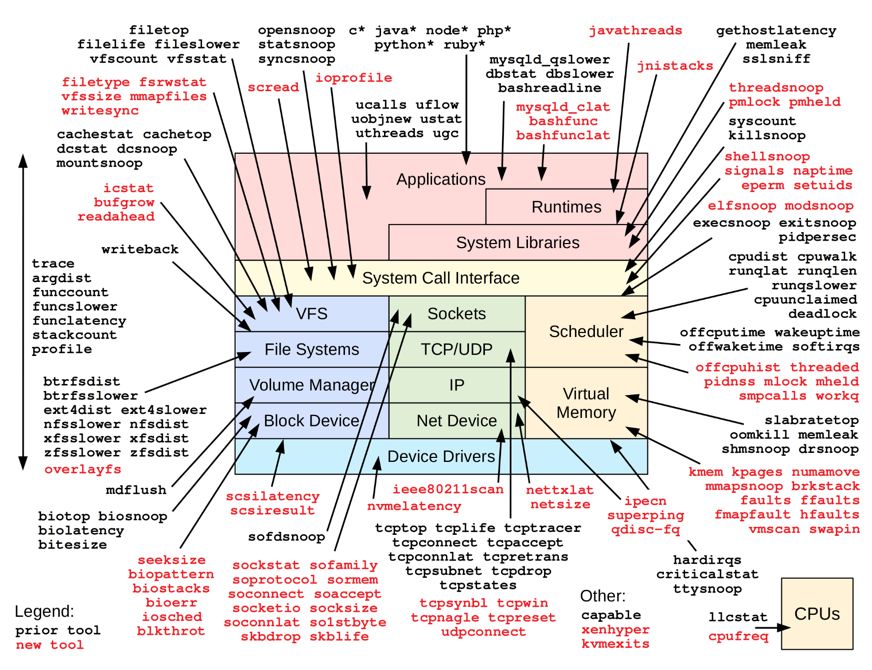 filetop
filelife fileslower
vfscount vfsstat
opensnoop
statsnoop
syncsnoop
c* java* node* php*
python* ruby*
javathreads
gethostlatency
memleak
sslsniff
filetype fsrwstat
vfssize mmapfiles
writesync
scread
ioprofile
mysqld_qslower
dbstat dbslower
bashreadline
jnistacks
ucalls uflow
uobjnew ustat
uthreads ugc
mysqld_clat
bashfunc
bashfunclat
threadsnoop
pmlock pmheld
cachestat cachetop
dcstat dcsnoop
mountsnoop
syscount
killsnoop
icstat
bufgrow
readahead
shellsnoop
signals naptime
eperm setuids
elfsnoop modsnoop
execsnoop exitsnoop
pidpersec
writeback
trace
argdist
funccount
funcslower
funclatency
stackcount
profile
cpudist cpuwalk
runqlat runqlen
runqslower
cpuunclaimed
deadlock
offcputime wakeuptime
offwaketime softirqs
offcpuhist threaded
pidnss mlock mheld
smpcalls workq
Applications
Runtimes
System Libraries
System Call Interface
VFS
Sockets
Scheduler
File Systems
TCP/UDP
Volume Manager
IP
Virtual
Memory
Block Device
Net Device
Device Drivers
btrfsdist
btrfsslower
ext4dist ext4slower
nfsslower nfsdist
xfsslower xfsdist
zfsslower zfsdist
overlayfs
slabratetop
oomkill memleak
shmsnoop drsnoop
kmem kpages numamove
mmapsnoop brkstack
faults ffaults
fmapfault hfaults
vmscan swapin
mdflush
scsilatency
scsiresult
nvmelatency
ieee80211scan
nettxlat
netsize
ipecn
superping
qdisc-fq
biotop biosnoop
biolatency
bitesize
sofdsnoop
tcptop tcplife tcptracer
tcpconnect tcpaccept
tcpconnlat tcpretrans
tcpsubnet tcpdrop
tcpstates
seeksize
biopattern
biostacks
bioerr
iosched
blkthrot
sockstat sofamily
soprotocol sormem
soconnect soaccept
socketio socksize
soconnlat so1stbyte
skbdrop skblife
tcpsynbl tcpwin
tcpnagle tcpreset
udpconnect
hardirqs
criticalstat
ttysnoop
Legend:
prior tool
new tool
Other:
capable
xenhyper
kvmexits
llcstat
cpufreq
CPUs